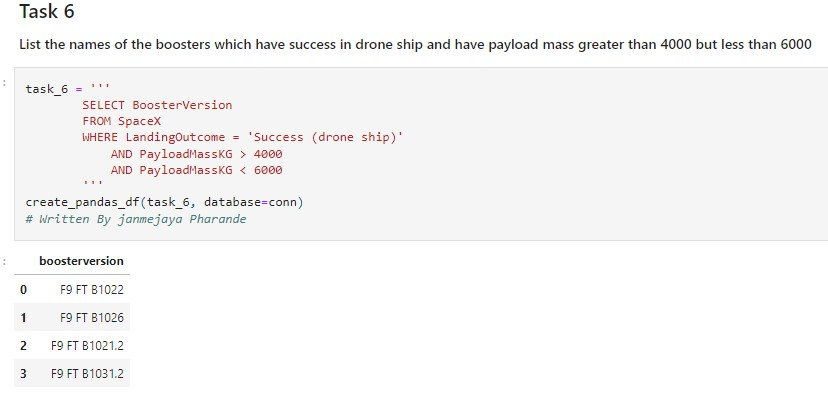 Task 6
List the names of the boosters which have success in drone ship and have payload mass greater than 4000 but less than 6000
:
task_6 = '''
SELECT BoosterVersion
FROM SpaceX
WHERE LandingOutcome = 'Success (drone ship)'
AND PayloadMassKG > 4000
AND PayloadMassKG < 6000
'''
create_pandas_df(task_6, database=conn)
# Written By janmejaya Pharande
:
boosterversion
0 F9 FT B1022
1 F9 FT B1026
2 F9 FT B1021.2
3 F9 FT B1031.2